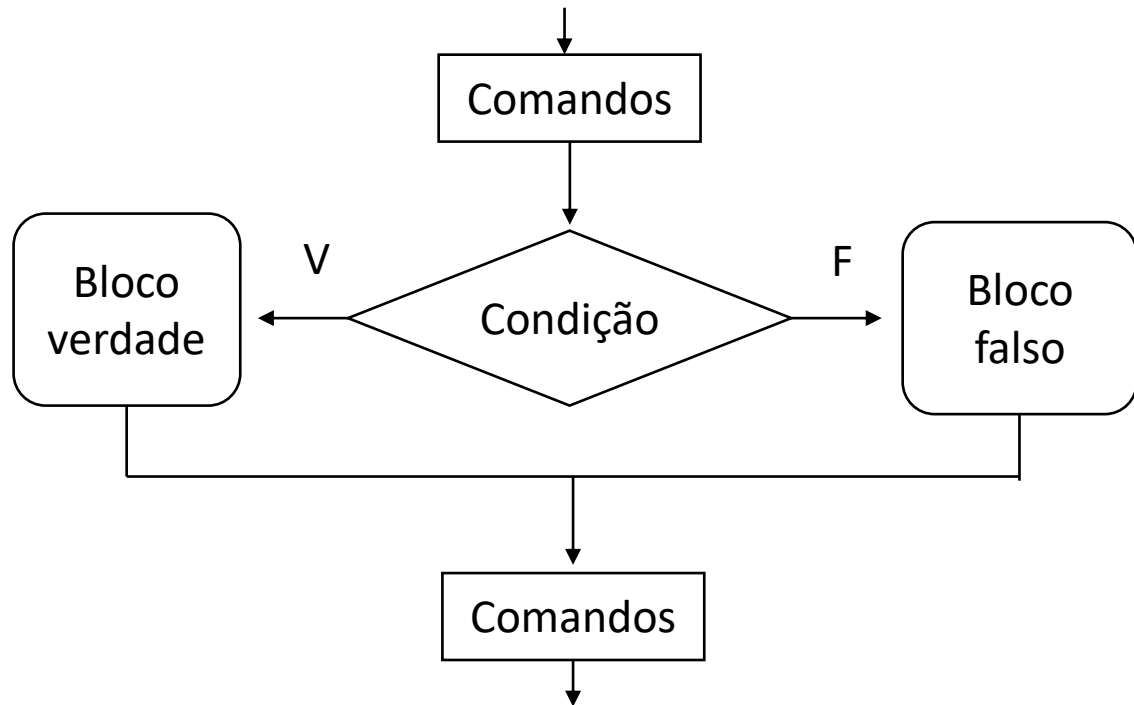 Comandos
V
F
Bloco
verdade
Condição
Bloco
falso
Comandos